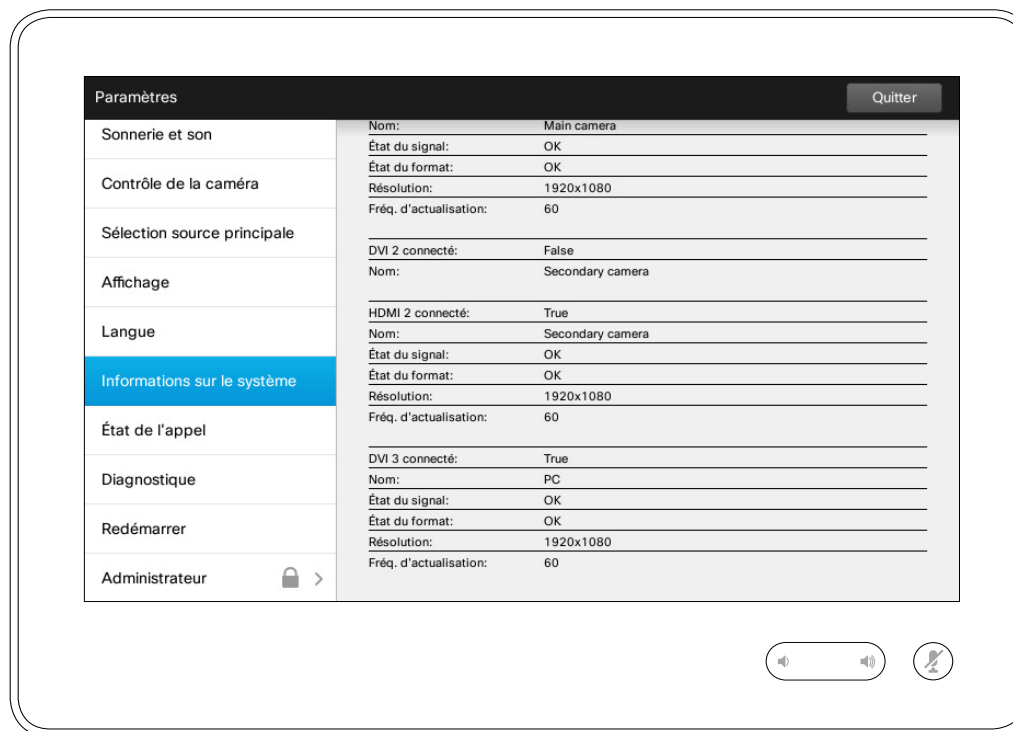 Paramètres
Quitter
Sonnerie et son
Contrôle de la caméra
Sélection source principale
Affichage
Langue
Informations sur le système
État de l'appel
Diagnostique
Redémarrer
Administrateur
Nom: Main camera
État du signal: OK
État du format: OK
Résolution: 1920x1080
Fréq. d'actualisation: 60
DVI 2 connecté: False
Nom: Secondary camera
HDMI 2 connecté: True
Nom: Secondary camera
État du signal: OK
État du format: OK
Résolution: 1920x1080
Fréq. d'actualisation: 60
DVI 3 connecté: True
Nom: PC
État du signal: OK
État du format: OK
Résolution: 1920x1080
Fréq. d'actualisation: 60